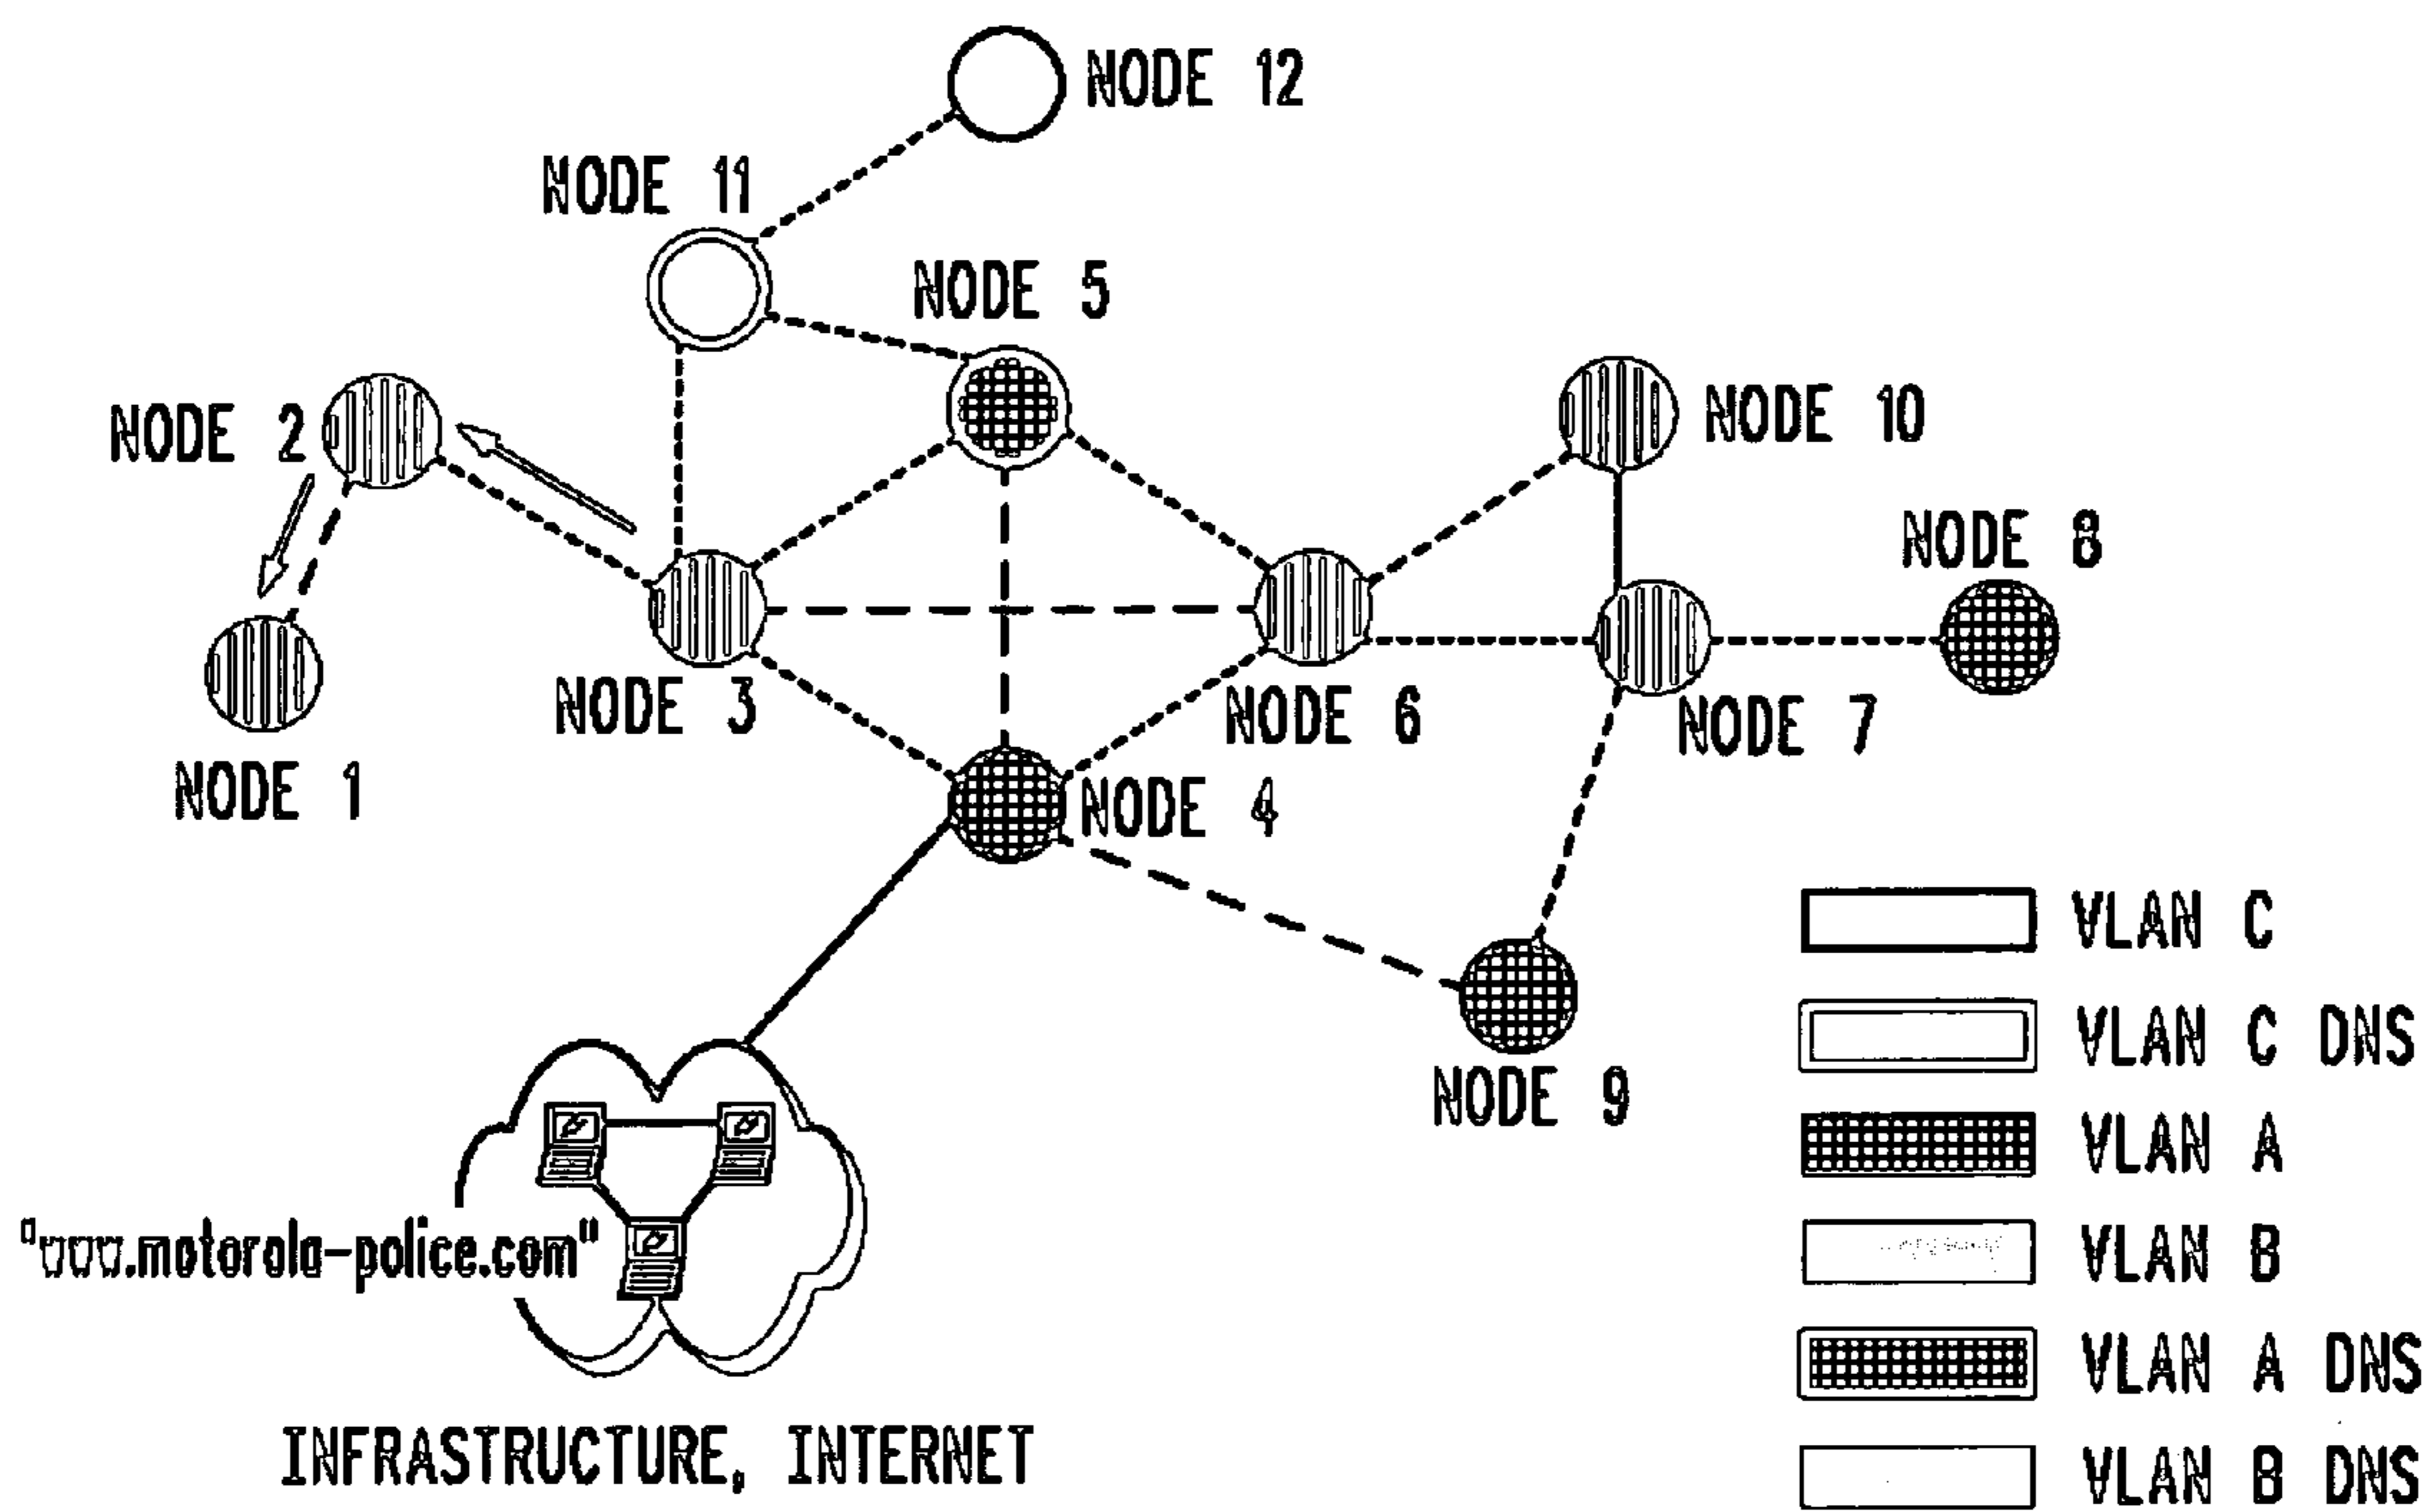 NODE 12
NODE 11
NODE 5
NODE 2
NODE 10
NODE 8
NODE 3
NODE 6
NODE 7
NODE 1
NODE 4
NODE 9
"www.motorola-police.com"
INFRASTRUCTURE, INTERNET
VLAN C
VLAN C DNS
VLAN A
VLAN B
VLAN A DNS
VLAN B DNS